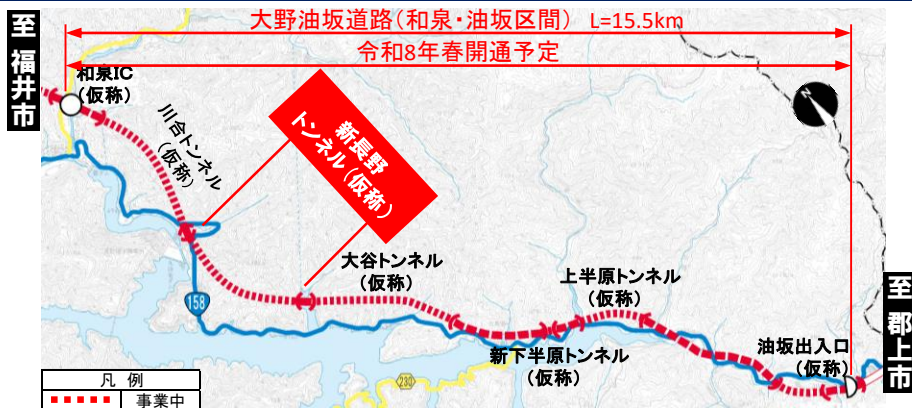 大野油坂道路(和泉・油坂区間) L=15.5km
令和8年春開通予定
至 福井市
和泉IC
(仮称)
川合トンネル
(仮称)
新長野
トンネル(仮称)
N
大谷トンネル
(仮称)
上半原トンネル
(仮称)
158
新下半原トンネル
(仮称)
油坂出入口
(仮称)
至 郡上市
230
凡 例
事業中